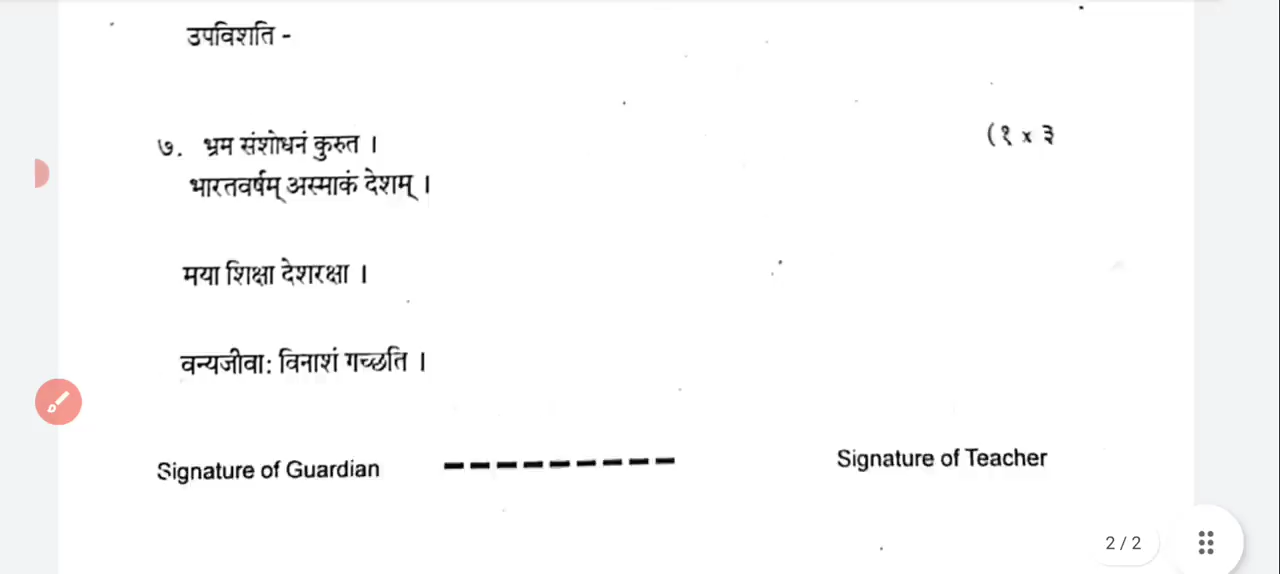 उपविशति -
७. भ्रम संशोधनं कुरुत । (१ x ३
भारतवर्षम् अस्माकं देशम् ।
मया शिक्षा देशरक्षा ।
वन्यजीवा: विनाशं गच्छति ।
Signature of Guardian --------- Signature of Teacher
2 / 2